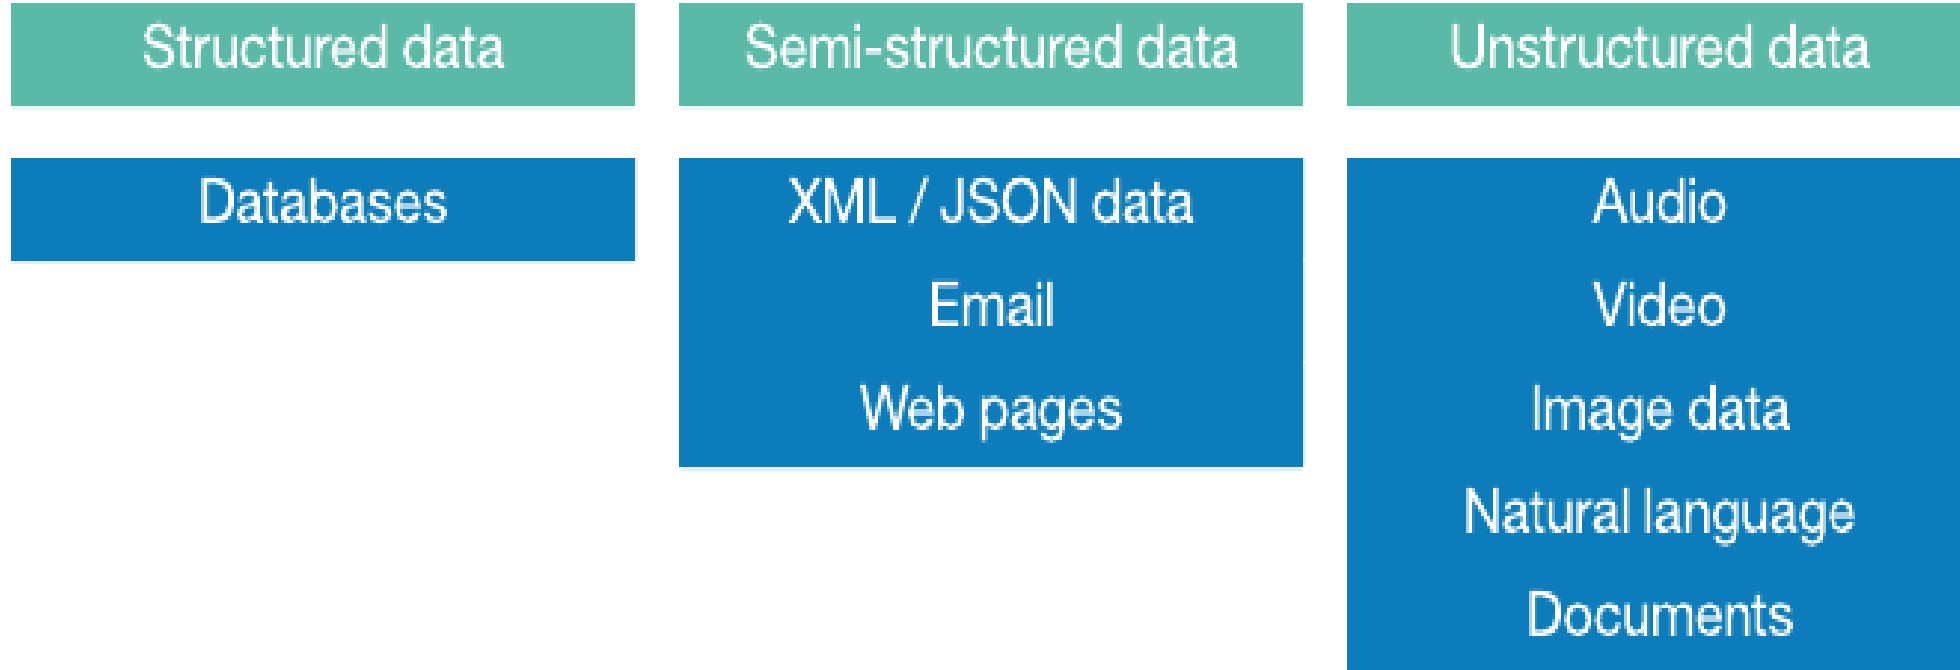 Structured data
Databases
Semi-structured data
XML / JSON data
Email
Web pages
Unstructured data
Audio
Video
Image data
Natural language
Documents